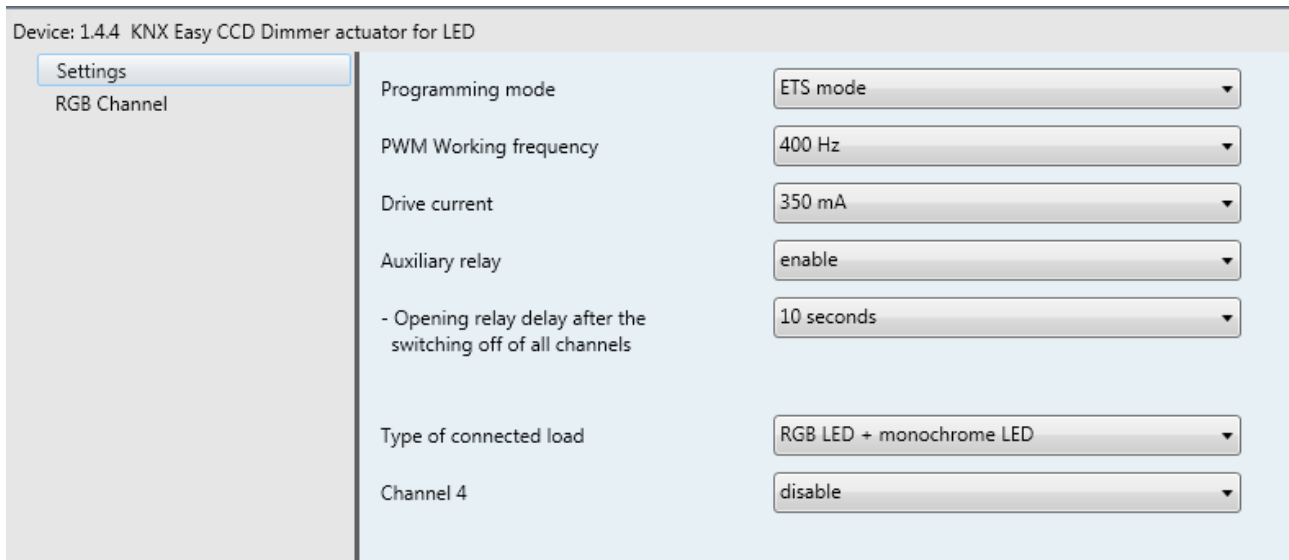 Device: 1.4.4  KNX Easy CCD Dimmer actuator for LED
Settings
RGB Channel
Programming mode
ETS mode
PWM Working frequency
400 Hz
Drive current
350 mA
Auxiliary relay
enable
- Opening relay delay after the
switching off of all channels
10 seconds
Type of connected load
RGB LED + monochrome LED
Channel 4
disable